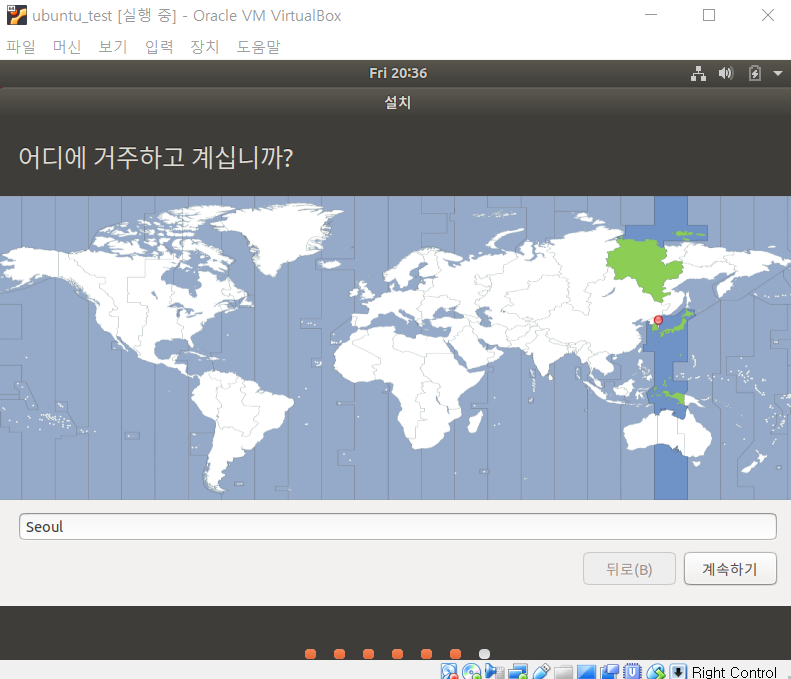 ubuntu_test [실행 중] - Oracle VM VirtualBox
파일 머신 보기 입력 장치 도움말
Fri 20:36
설치
어디에 거주하고 계십니까?
Seoul
뒤로(B) 계속하기
Right Control